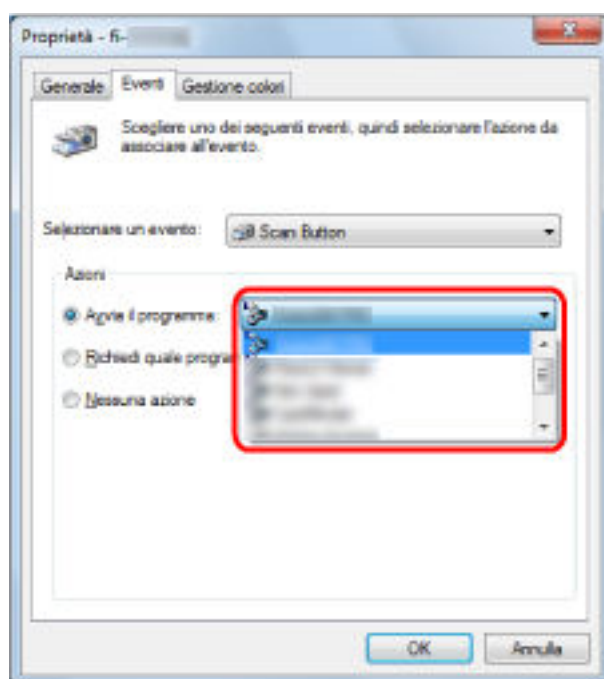 Proprietà - fi-
Generale Eventi Gestione colori
Scegliere uno dei seguenti eventi, quindi selezionare l'azione da
associare all'evento.
Selezionare un evento: Scan Button
Azioni
Avvia il programma:
Richiedi quale progra
Nessuna azione
OK Annulla